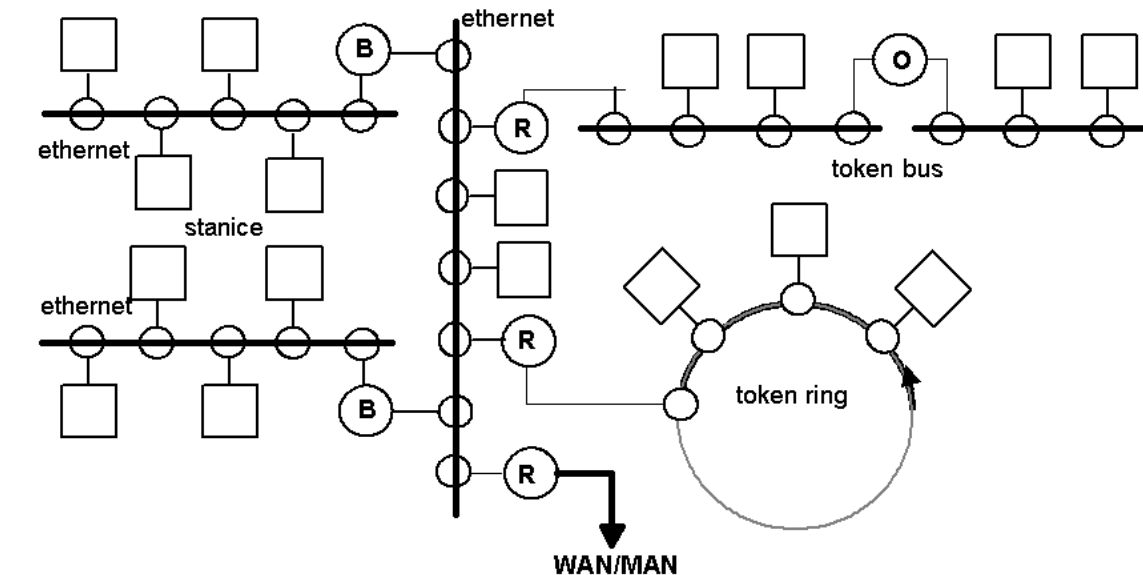 ethernet
B
O
R
ethernet
token bus
stanice
ethernet
R
token ring
B
R
WAN/MAN